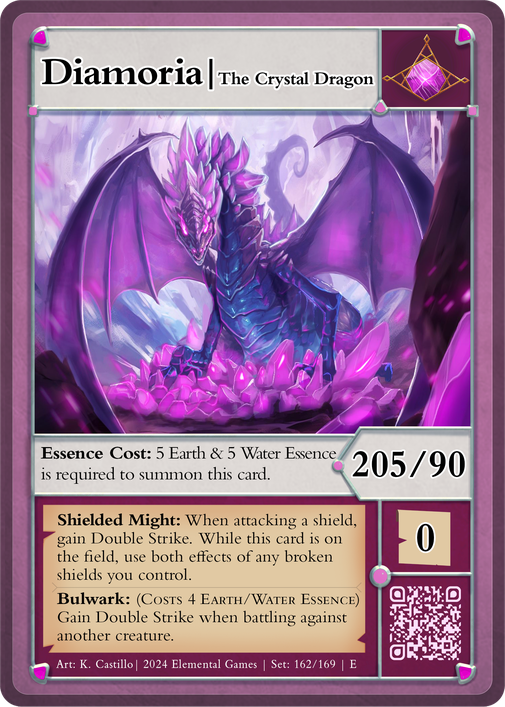 Diamoria| The Crystal Dragon
Essence Cost: 5 Earth & 5 Water Essence
is required to summon this card.
205/90
Shielded Might: When attacking a shield,
gain Double Strike. While this card is on
the field, use both effects of any broken
shields you control.
0
Bulwark: (Costs 4 Earth/Water Essence)
Gain Double Strike when battling against
another creature.
Art: K. Castillo| 2024 Elemental Games | Set: 162/169 | E